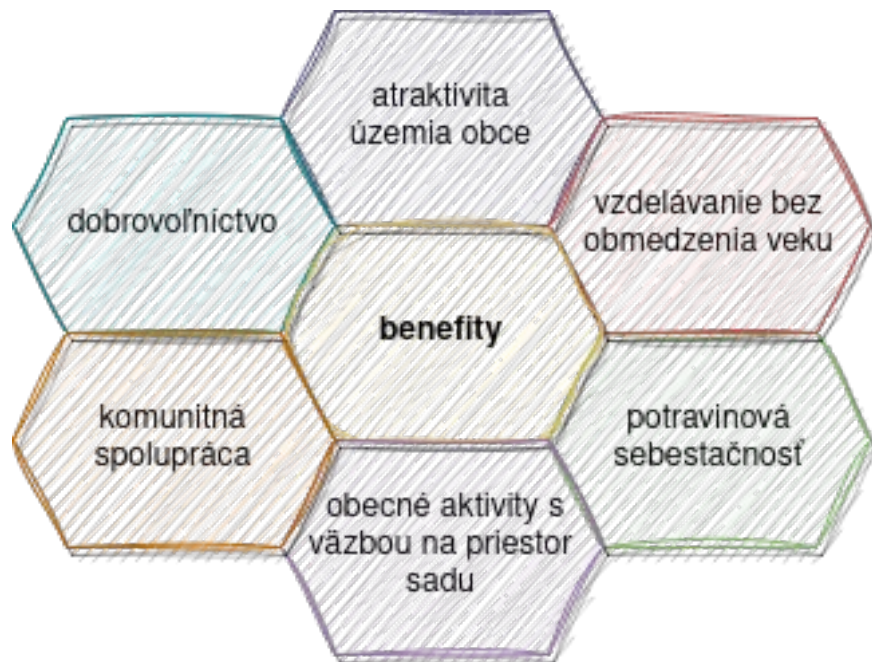 atraktivita
územia obce
dobrovoľníctvo
vzdelávanie bez
obmedzenia veku
benefity
komunitná
spolupráca
potravinová
sebestačnosť
obecné aktivity s
väzbou na priestor
sadu